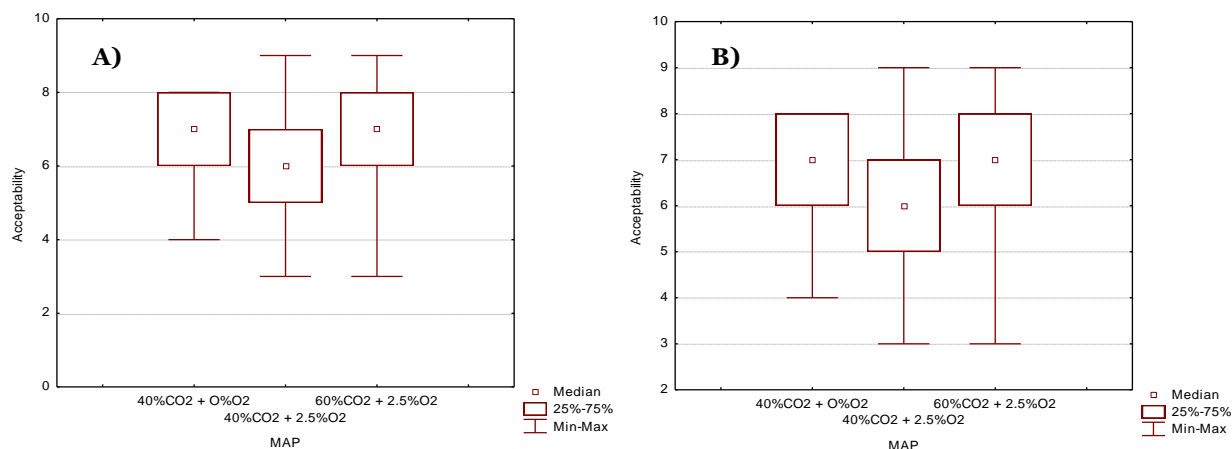 A)
10
8
6
4
2
0
Acceptability
40%CO2 + O%O2
60%CO2 + 2.5%O2
40%CO2 + 2.5%O2
MAP
Median
25%-75%
Min-Max
B)
10
9
8
7
6
5
4
3
2
Acceptability
40%CO2 + O%O2
60%CO2 + 2.5%O2
40%CO2 + 2.5%O2
MAP
Median
25%-75%
Min-Max